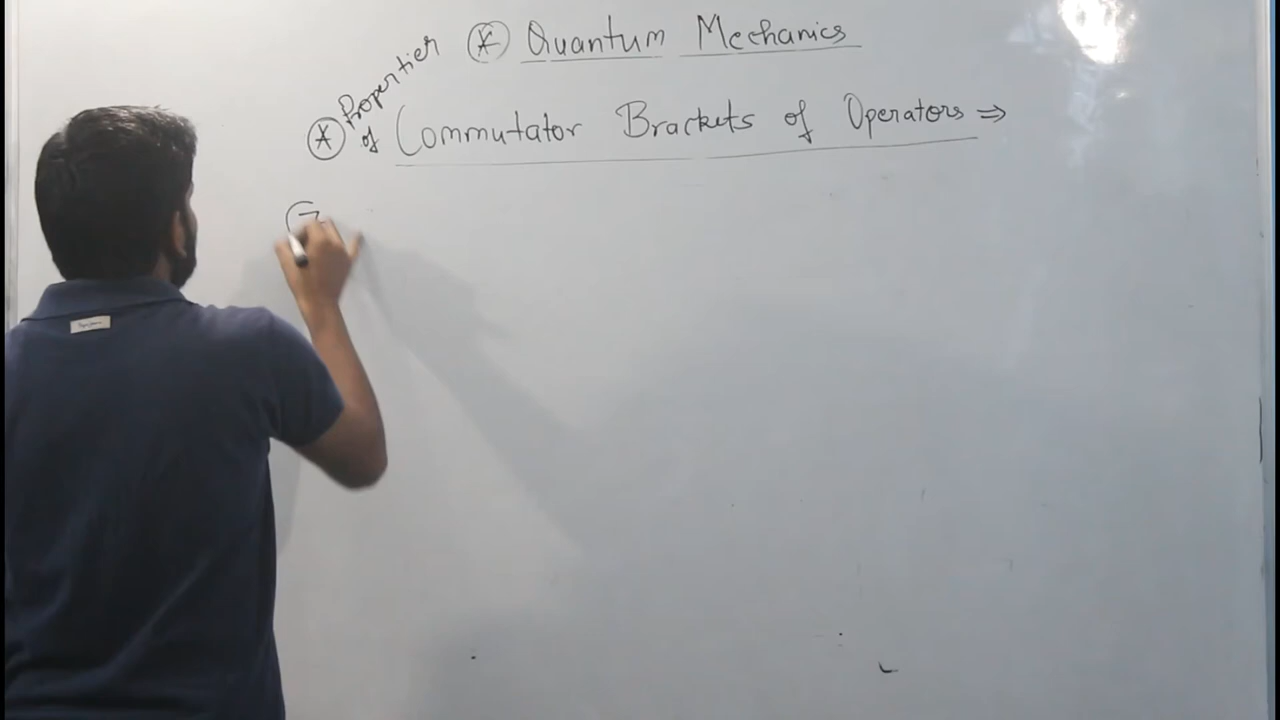 * Quantum Mechanics
* Properties of Commutator Brackets of Operators ⇒